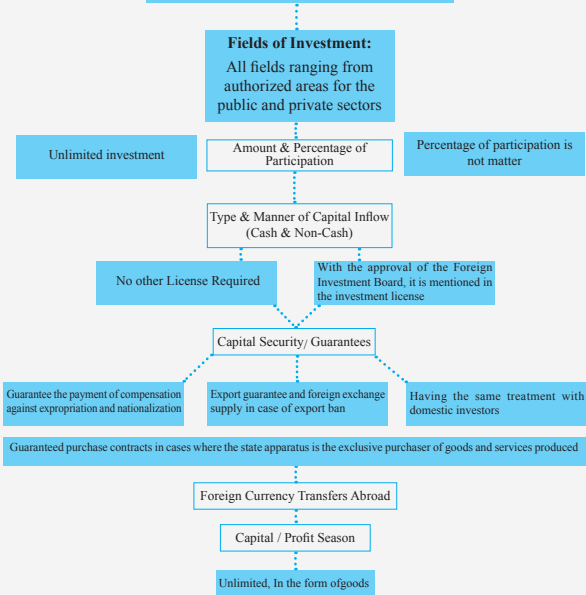 Fields of Investment:
All fields ranging from
authorized areas for the
public and private sectors
Unlimited investment
Amount & Percentage of
Participation
Percentage of participation is
not matter
Type & Manner of Capital Inflow
(Cash & Non-Cash)
No other License Required
With the approval of the Foreign
Investment Board, it is mentioned in
the investment license
Capital Security/ Guarantees
Guarantee the payment of compensation
against expropriation and nationalization
Export guarantee and foreign exchange
supply in case of export ban
Having the same treatment with
domestic investors
Guaranteed purchase contracts in cases where the state apparatus is the exclusive purchaser of goods and services produced
Foreign Currency Transfers Abroad
Capital / Profit Season
Unlimited, In the form ofgoods